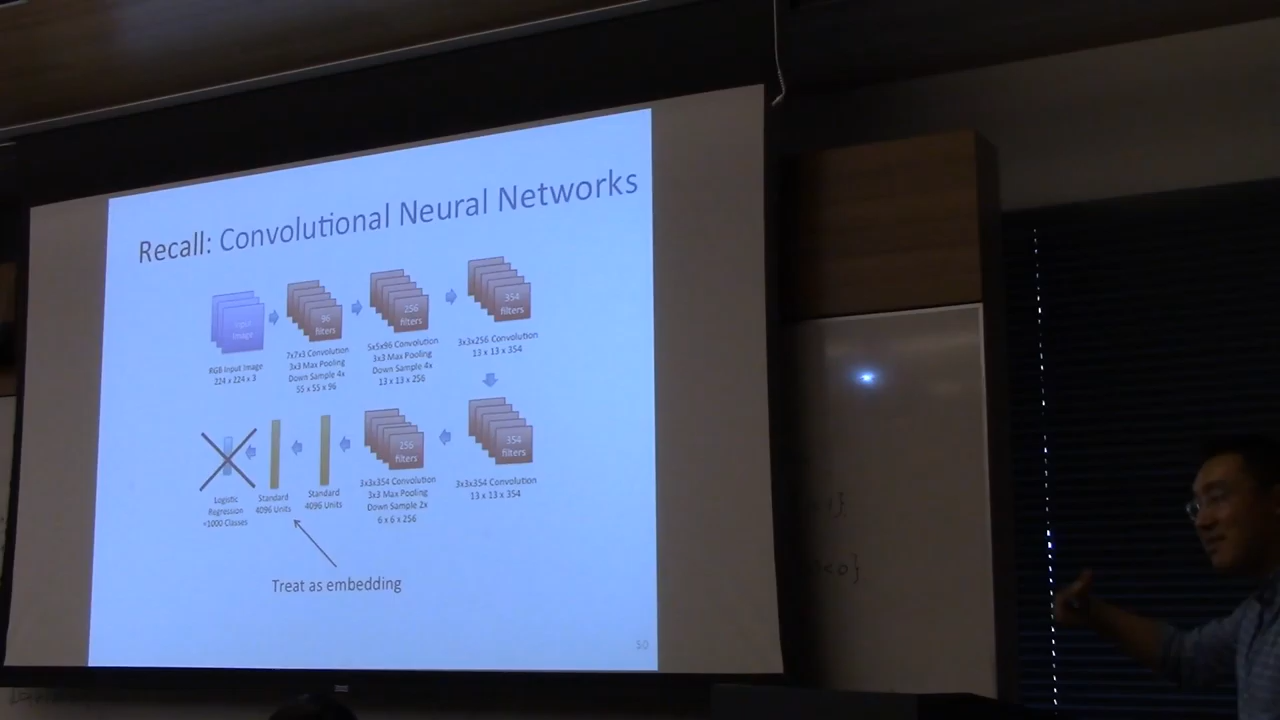 Recall: Convolutional Neural Networks
Input
Image
RGB Input Image
224 x 224 x 3
96
filters
7x7x3 Convolution
3x3 Max Pooling
Down Sample 4x
55 x 55 x 96
256
filters
5x5x96 Convolution
3x3 Max Pooling
Down Sample 4x
13 x 13 x 256
354
filters
3x3x256 Convolution
13 x 13 x 354
Logistic
Regression
≈1000 Classes
Standard
4096 Units
Standard
4096 Units
256
filters
3x3x354 Convolution
3x3 Max Pooling
Down Sample 2x
6 x 6 x 256
354
filters
3x3x354 Convolution
13 x 13 x 354
Treat as embedding
50